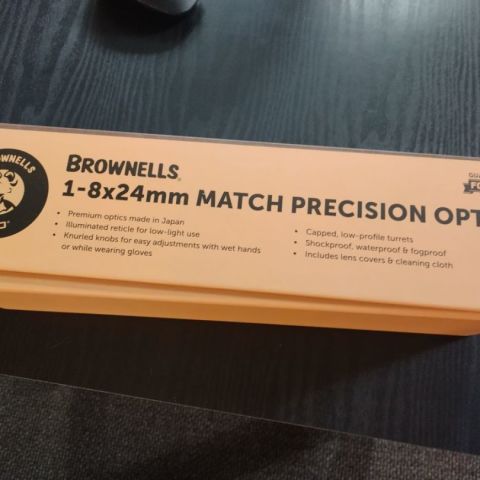 BROWNELLS
BROWNELLS
1-8x24mm MATCH PRECISION OPT
• Premium optics made in Japan
• Illuminated reticle for low-light use
• Knurled knobs for easy adjustments with wet hands
or while wearing gloves
• Capped, low-profile turrets
• Shockproof, waterproof & fogproof
• Includes lens covers & cleaning cloth